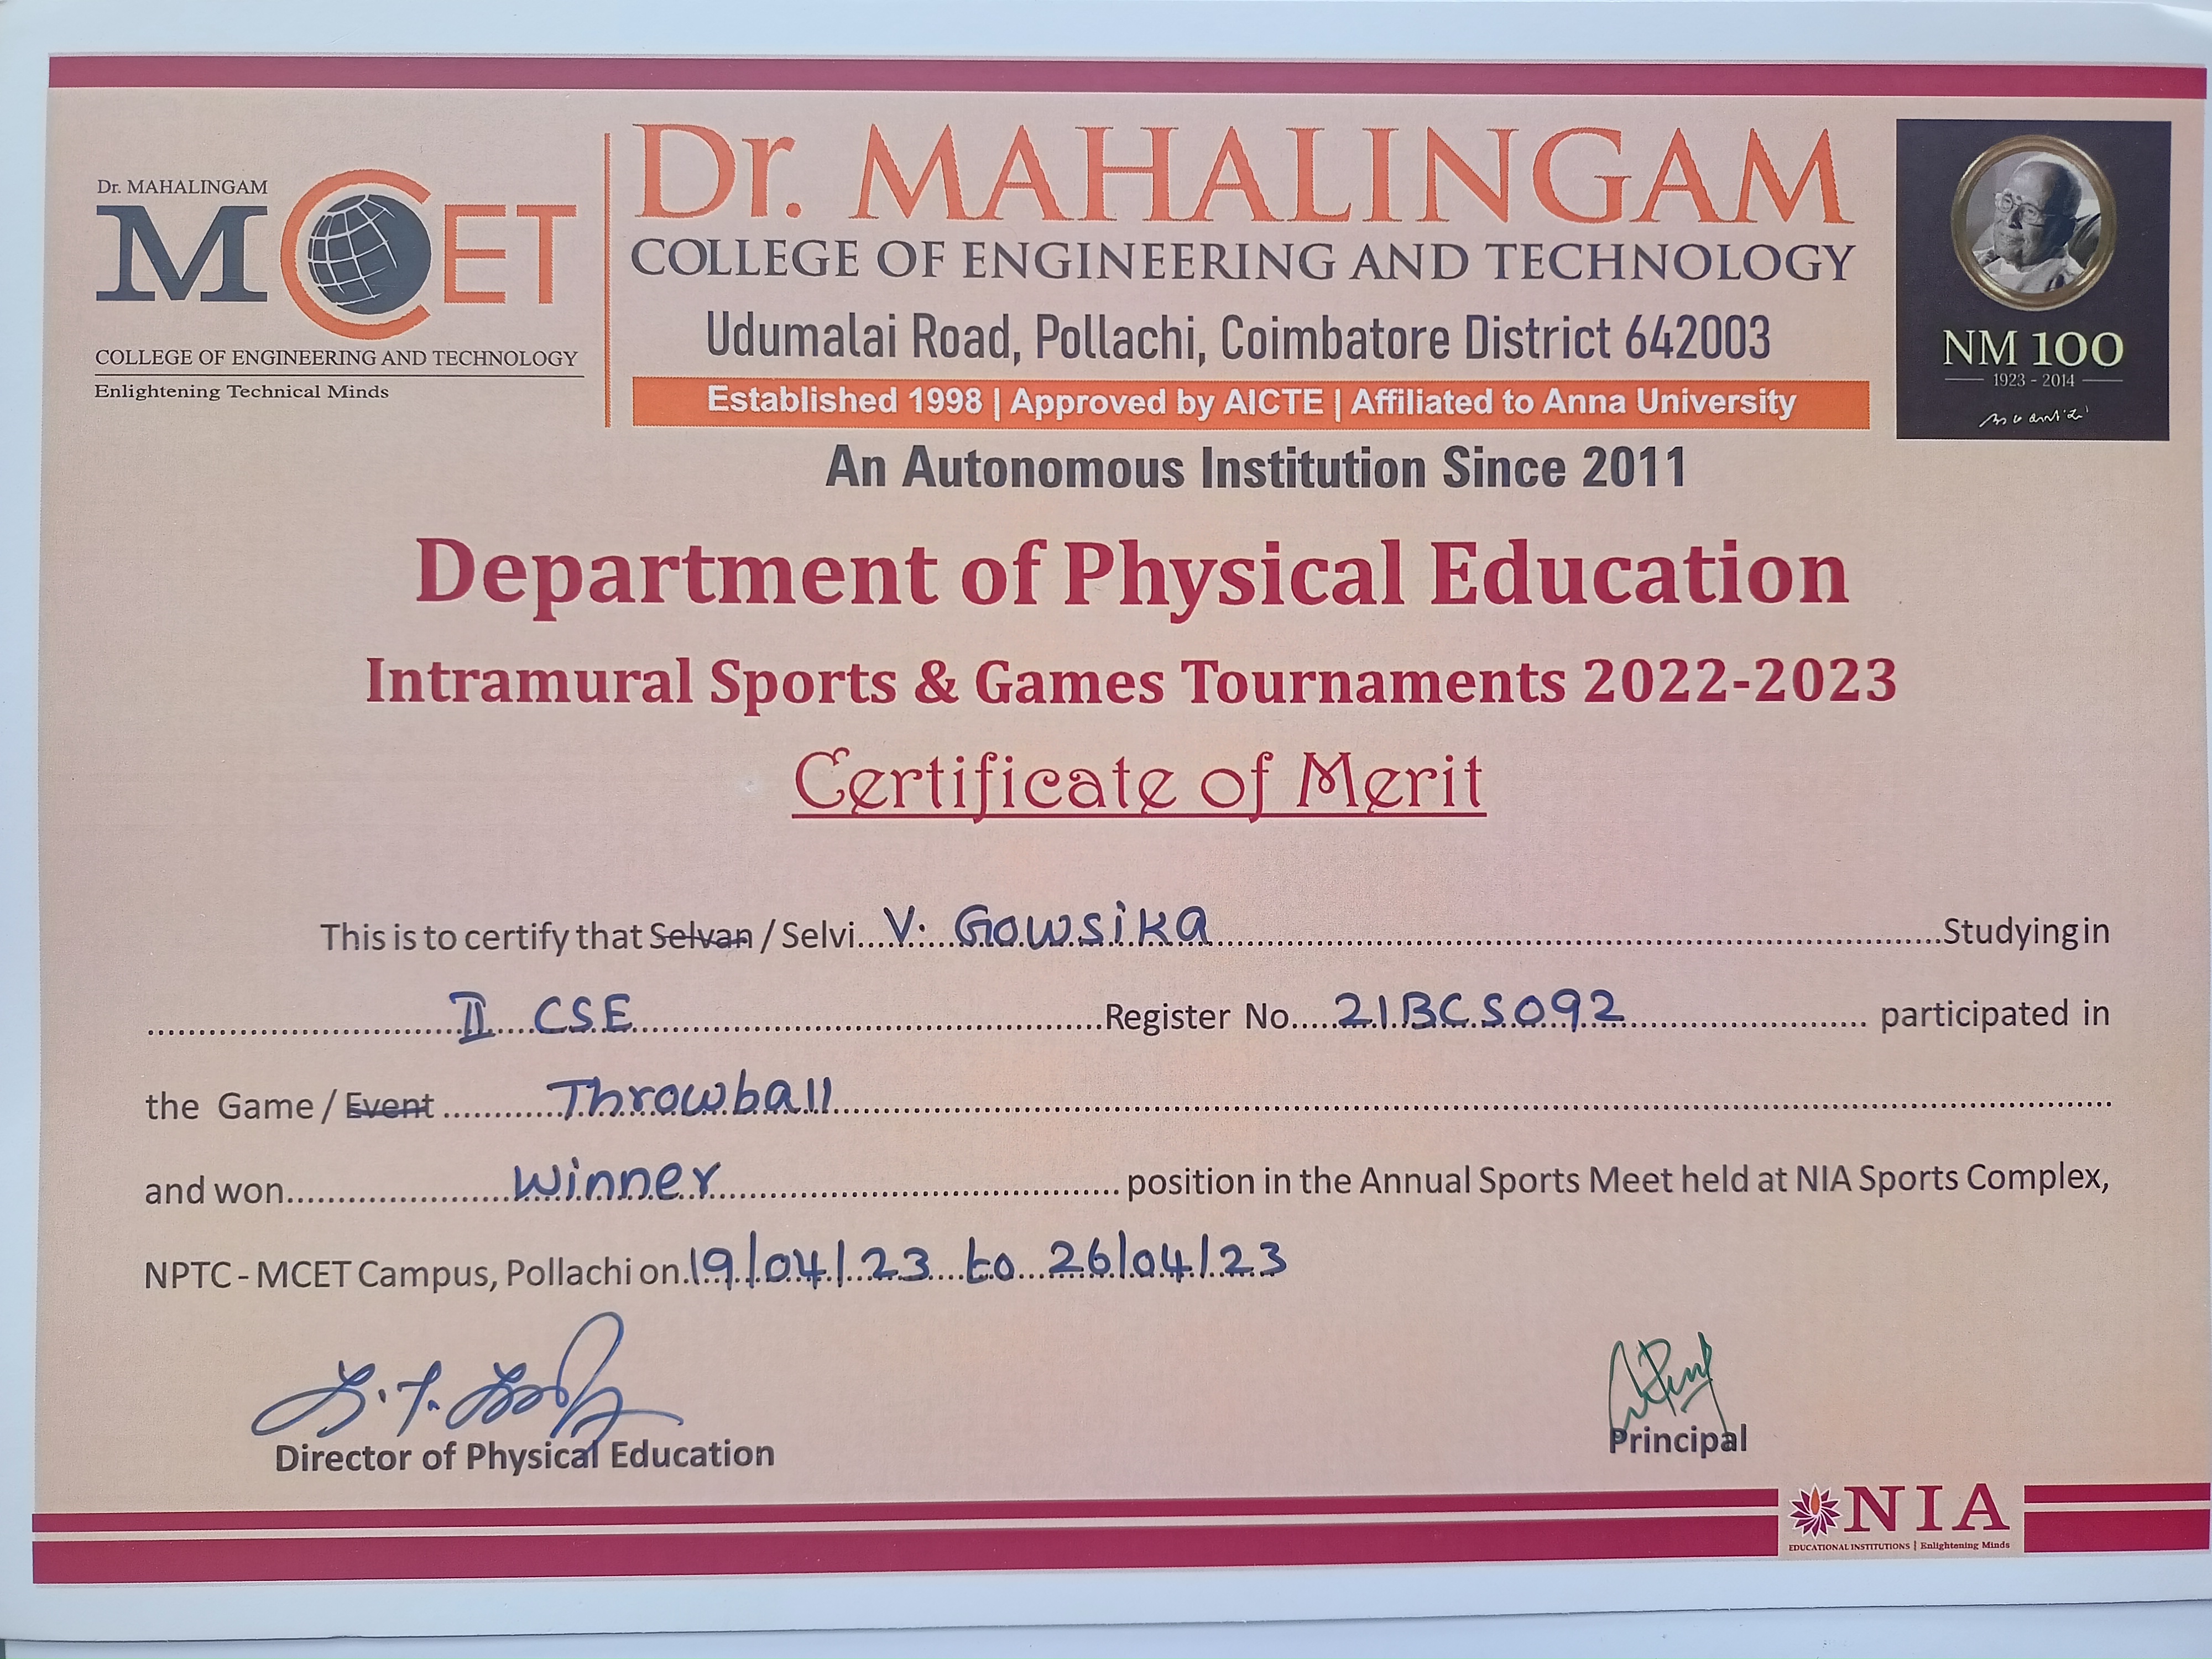 Dr. MAHALINGAM
MCET
COLLEGE OF ENGINEERING AND TECHNOLOGY
Enlightening Technical Minds
Dr. MAHALINGAM
COLLEGE OF ENGINEERING AND TECHNOLOGY
Udumalai Road, Pollachi, Coimbatore District 642003
Established 1998 | Approved by AICTE | Affiliated to Anna University
An Autonomous Institution Since 2011
NM 100
1923 - 2014
Department of Physical Education
Intramural Sports & Games Tournaments 2022-2023
Certificate of Merit
This is to certify that Selvan / Selvi....V. Gowsika....Studying in
....II CSE....Register No....21BCS092.... participated in
the Game / Event ....Throwball....
and won....Winner.... position in the Annual Sports Meet held at NIA Sports Complex,
NPTC - MCET Campus, Pollachi on.19/04/23 to 26/04/23
Director of Physical Education
Principal
NIA
EDUCATIONAL INSTITUTIONS | Enlightening Minds